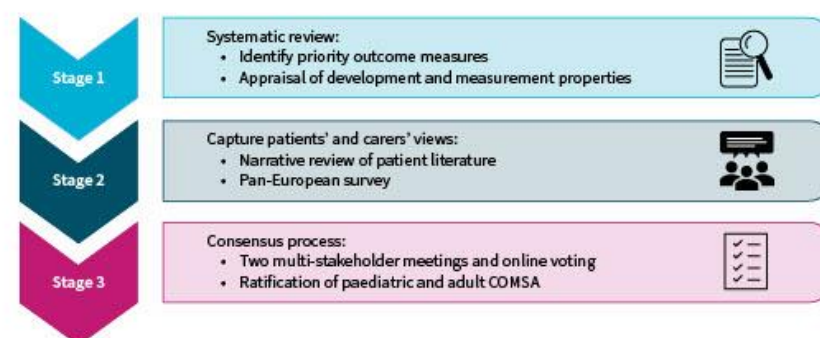 Stage 1
Systematic review:
• Identify priority outcome measures
• Appraisal of development and measurement properties
Stage 2
Capture patients' and carers' views:
• Narrative review of patient literature
• Pan-European survey
Stage 3
Consensus process:
• Two multi-stakeholder meetings and online voting
• Ratification of paediatric and adult COMSA